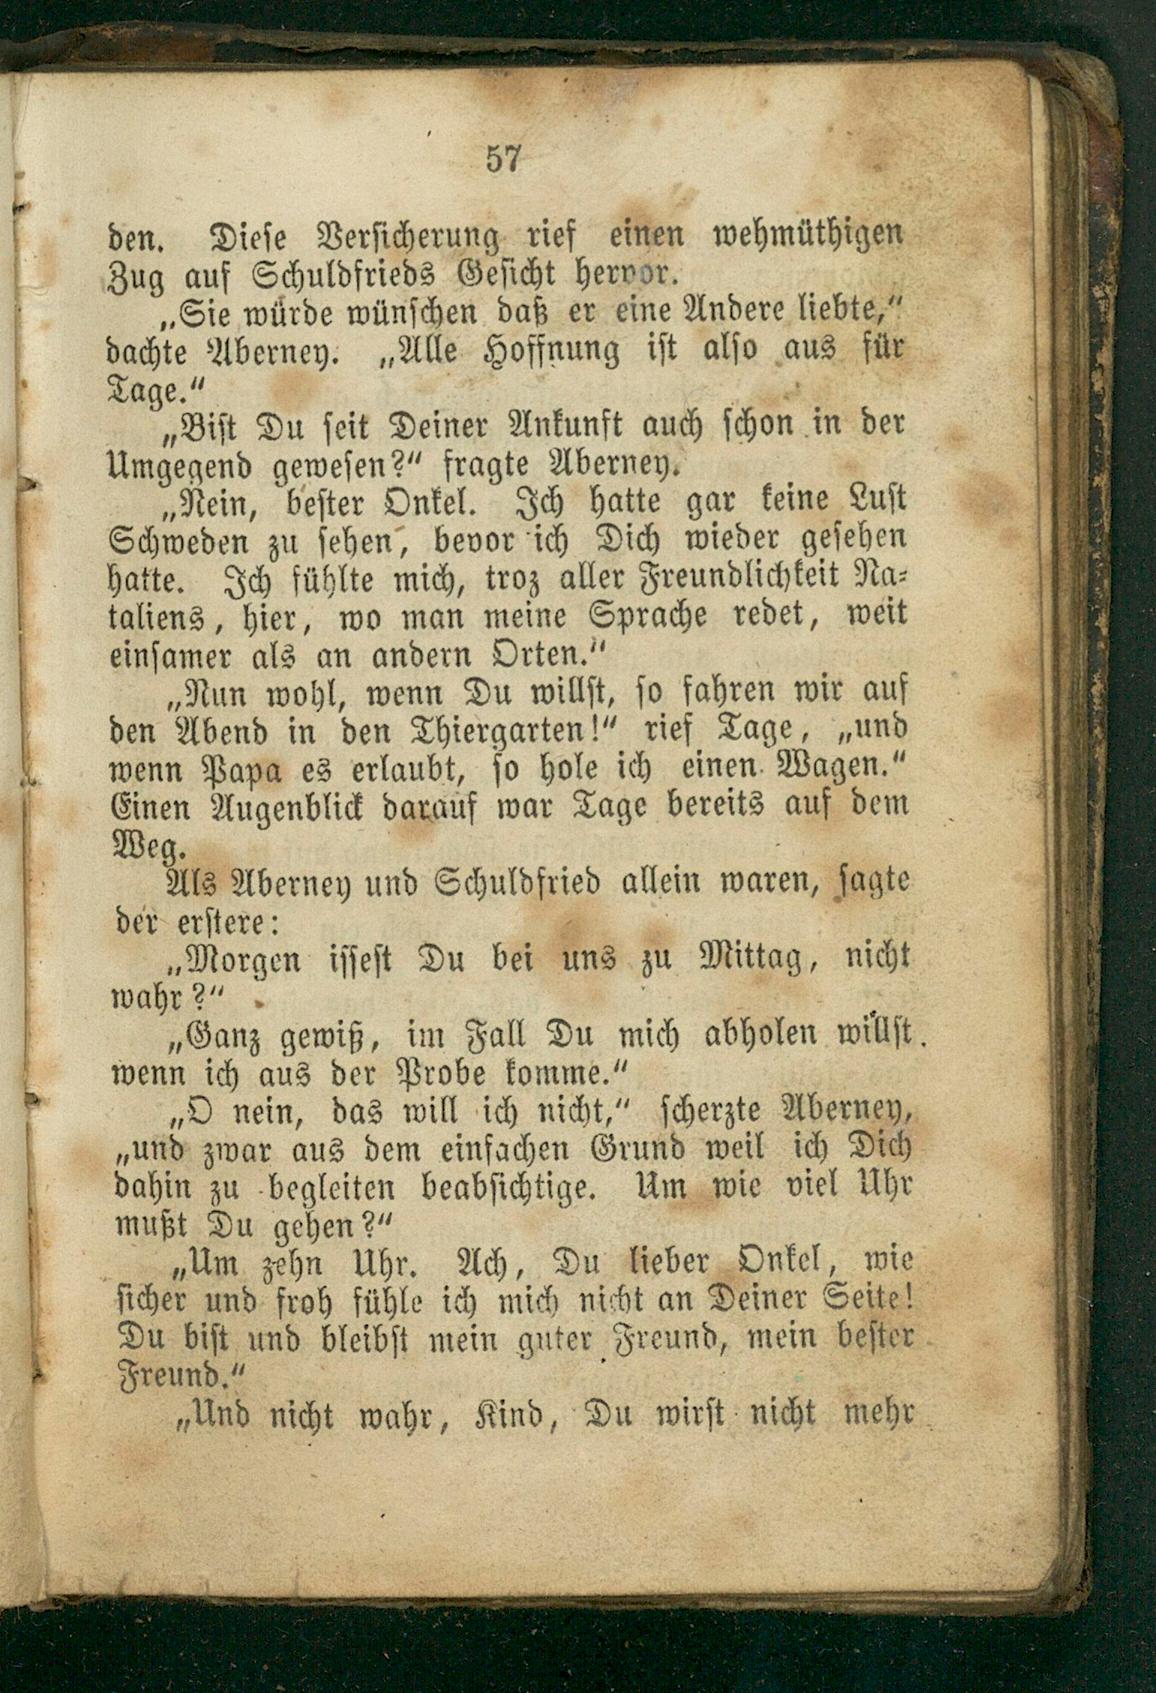 57
den. Diese Versicherung rief einen wehmüthigen
Zug auf Schuldfrieds Gesicht hervor.
„Sie würde wünschen daß er eine Andere liebte,“
dachte Aberney. „Alle Hoffnung ist also aus für
Tage.“
„Bist Du seit Deiner Ankunft auch schon in der
Umgegend gewesen?“ fragte Aberney.
„Nein, bester Onkel. Ich hatte gar keine Lust
Schweden zu sehen, bevor ich Dich wieder gesehen
hatte. Ich fühlte mich, troz aller Freundlichkeit Na-
taliens, hier, wo man meine Sprache redet, weit
einsamer als an andern Orten.“
„Nun wohl, wenn Du willst, so fahren wir auf
den Abend in den Thiergarten!“ rief Tage, „und
wenn Papa es erlaubt, so hole ich einen Wagen.“
Einen Augenblick darauf war Tage bereits auf dem
Weg.
Als Aberney und Schuldfried allein waren, sagte
der erstere:
„Morgen issest Du bei uns zu Mittag, nicht
wahr?“
„Ganz gewiß, im Fall Du mich abholen willst.
wenn ich aus der Probe komme.“
„O nein, das will ich nicht,“ scherzte Aberney,
„und zwar aus dem einfachen Grund weil ich Dich
dahin zu begleiten beabsichtige. Um wie viel Uhr
mußt Du gehen?“
„Um zehn Uhr. Ach, Du lieber Onkel, wie
sicher und froh fühle ich mich nicht an Deiner Seite!
Du bist und bleibst mein guter Freund, mein bester
Freund.“
„Und nicht wahr, Kind, Du wirst nicht mehr